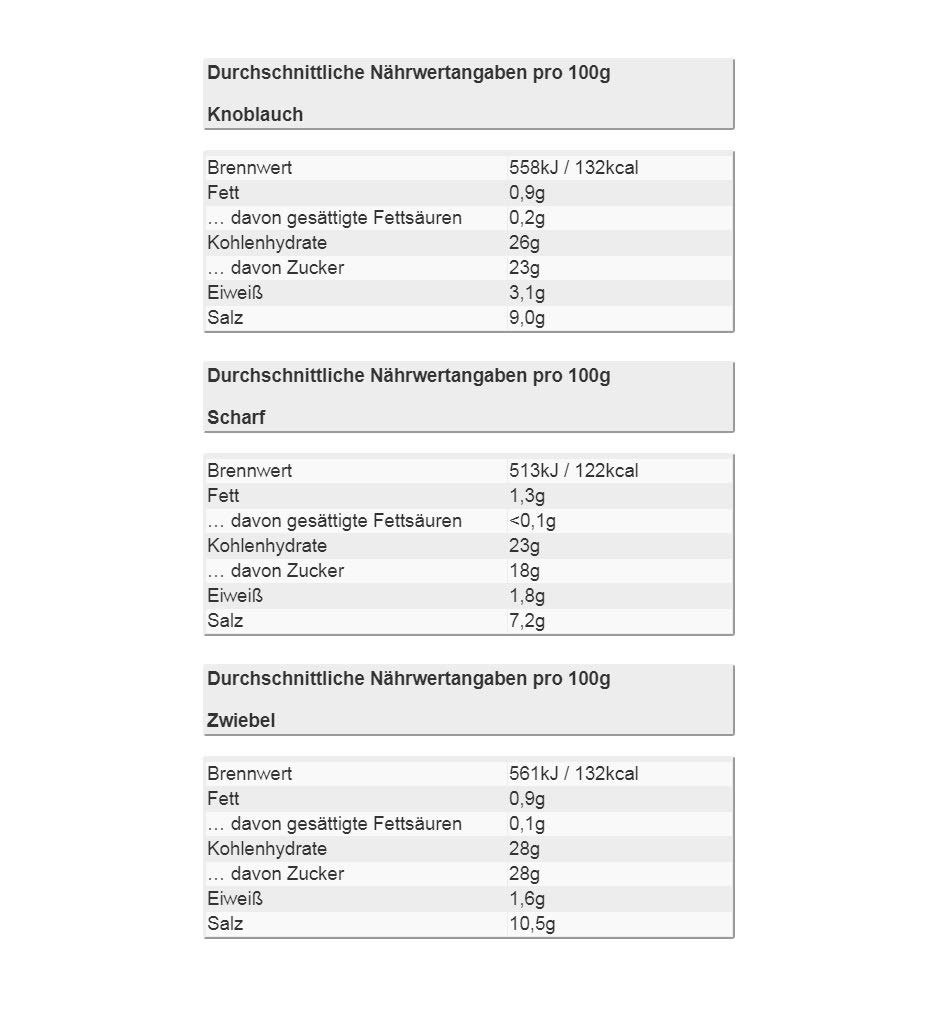 Durchschnittliche Nährwertangaben pro 100g
Knoblauch
Brennwert 558kJ / 132kcal
Fett 0,9g
… davon gesättigte Fettsäuren 0,2g
Kohlenhydrate 26g
… davon Zucker 23g
Eiweiß 3,1g
Salz 9,0g
Durchschnittliche Nährwertangaben pro 100g
Scharf
Brennwert 513kJ / 122kcal
Fett 1,3g
… davon gesättigte Fettsäuren <0,1g
Kohlenhydrate 23g
… davon Zucker 18g
Eiweiß 1,8g
Salz 7,2g
Durchschnittliche Nährwertangaben pro 100g
Zwiebel
Brennwert 561kJ / 132kcal
Fett 0,9g
… davon gesättigte Fettsäuren 0,1g
Kohlenhydrate 28g
… davon Zucker 28g
Eiweiß 1,6g
Salz 10,5g